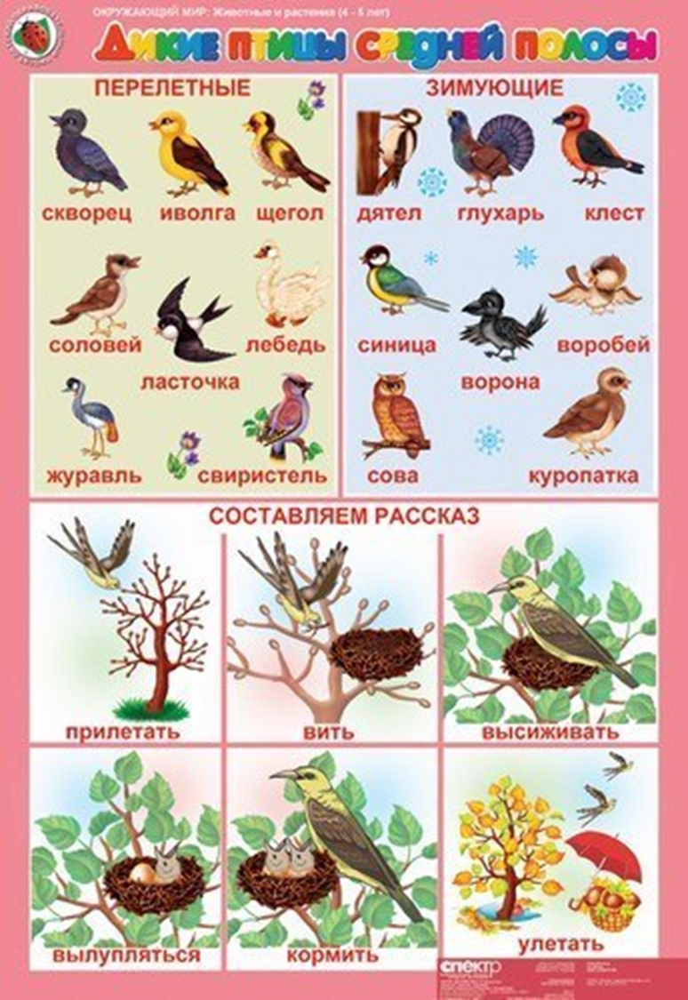 ОКРУЖАЮЩИЙ МИР: Животные и растения (4 - 5 лет)
Дикие птицы средней полосы
ПЕРЕЛЕТНЫЕ
скворец иволга щегол
соловей лебедь
ласточка
журавль свиристель
ЗИМУЮЩИЕ
дятел глухарь клест
синица воробей
ворона
сова куропатка
СОСТАВЛЯЕМ РАССКАЗ
прилетать вить высиживать
вылупляться кормить улетать
спектр